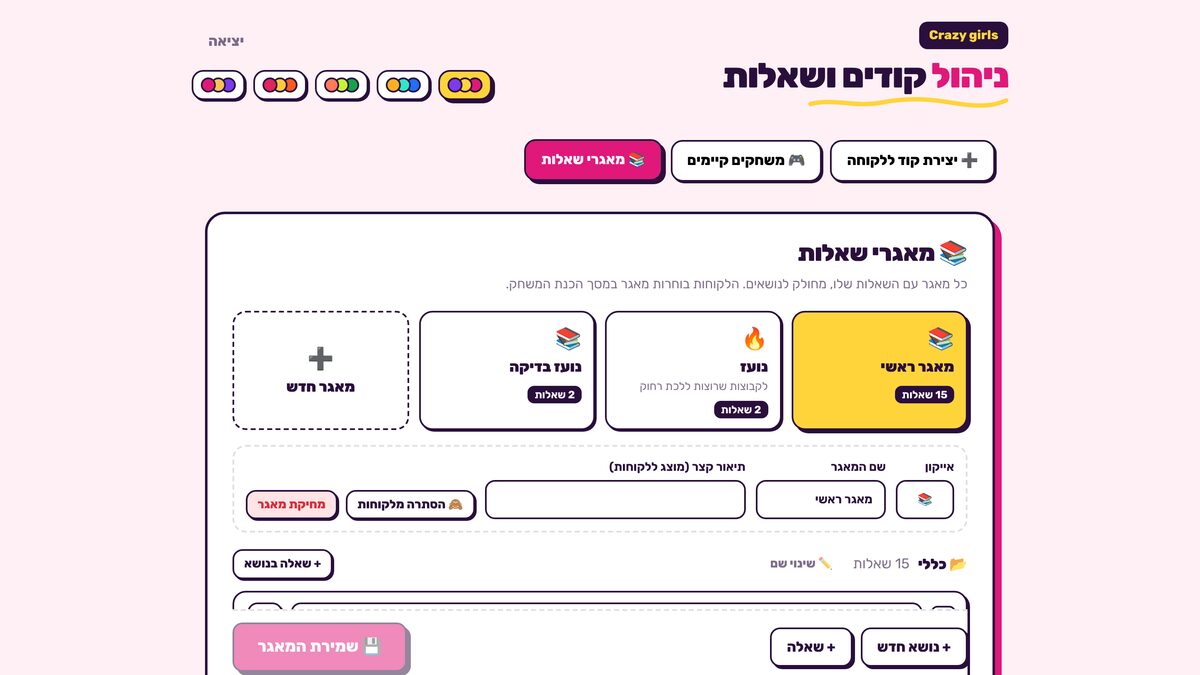 Crazy girls
יציאה
ניהול קודים ושאלות
➕ יצירת קוד ללקוחה
🎮 משחקים קיימים
📚 מאגרי שאלות
📚 מאגרי שאלות
כל מאגר עם השאלות שלו, מחולק לנושאים. הלקוחות בוחרות מאגר במסך הכנת המשחק.
מאגר ראשי
15 שאלות
נועז
לקבוצות שרוצות ללכת רחוק
2 שאלות
נועז בדיקה
2 שאלות
➕
מאגר חדש
אייקון
שם המאגר
מאגר ראשי
תיאור קצר (מוצג ללקוחות)
🙈 הסתרה מלקוחות
מחיקת מאגר
📂 כללי 15 שאלות ✏️ שינוי שם
+ שאלה בנושא
+ נושא חדש
+ שאלה
💾 שמירת המאגר